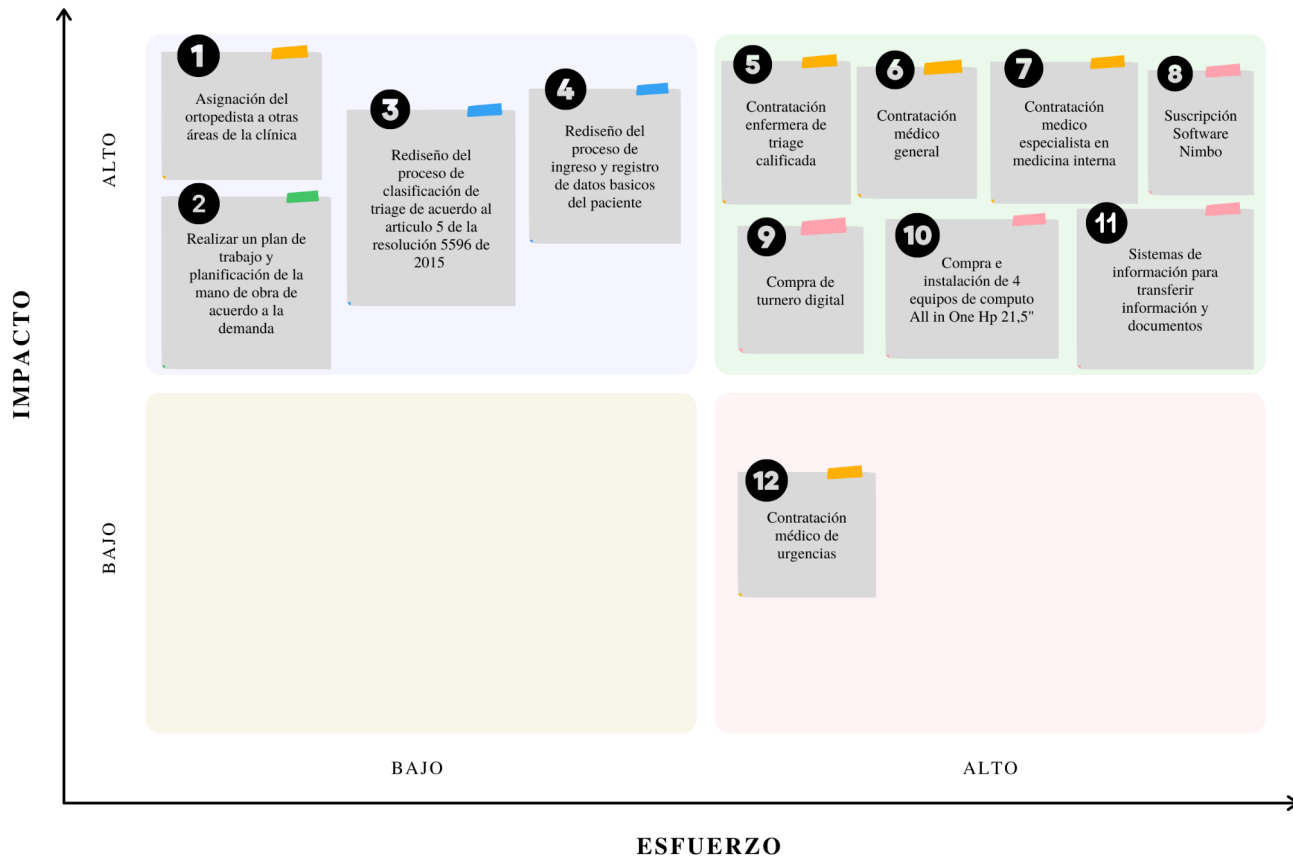 1
Asignación del
ortopedista a otras
áreas de la clínica
2
Realizar un plan de
trabajo y
planificación de la
mano de obra de
acuerdo a la
demanda
3
Rediseño del
proceso de
clasificación de
triage de acuerdo al
articulo 5 de la
resolución 5596 de
2015
4
Rediseño del
proceso de
ingreso y registro
de datos basicos
del paciente
5
Contratación
enfermera de
triage
calificada
6
Contratación
médico
general
7
Contratación
medico
especialista en
medicina interna
8
Suscripción
Software
Nimbo
9
Compra de
turnero digital
10
Compra e
instalación de 4
equipos de computo
All in One Hp 21,5"
11
Sistemas de
información para
transferir
información y
documentos
12
Contratación
médico de
urgencias
IMPACTO
ALTO
BAJO
BAJO
ALTO
ESFUERZO